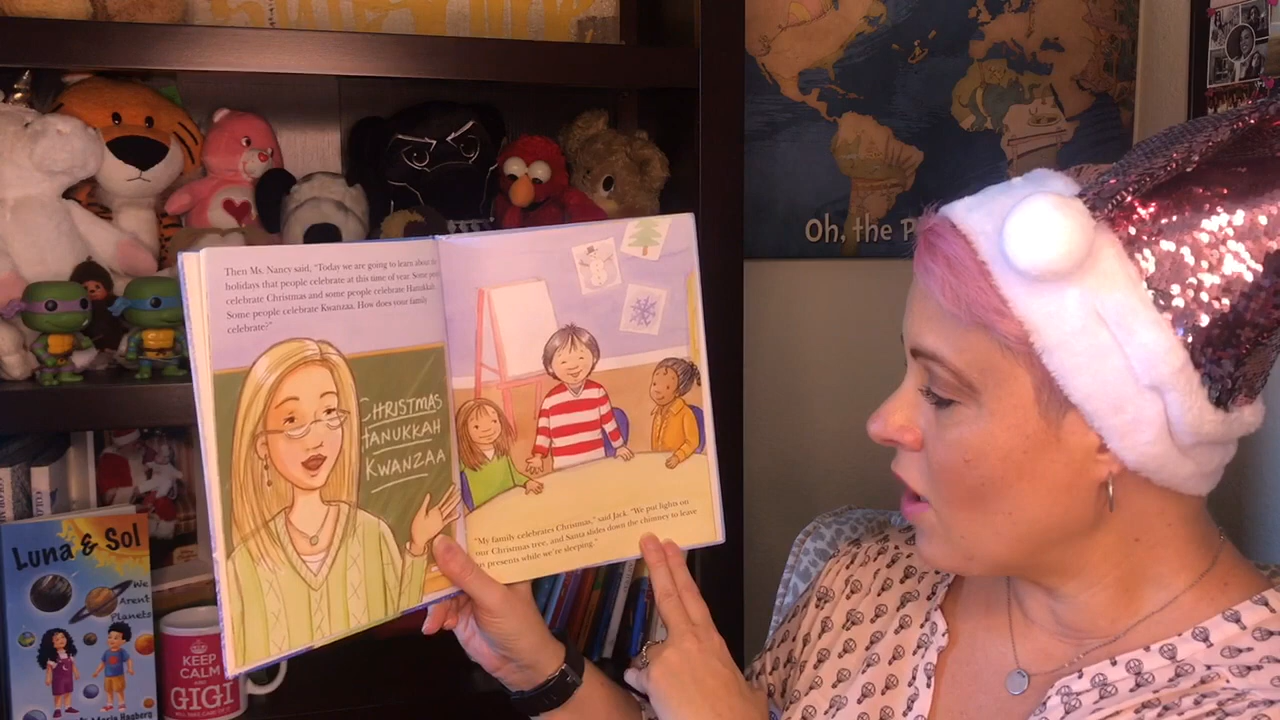 Then Ms. Nancy said, "Today we are going to learn about the
holidays that people celebrate at this time of year. Some people
celebrate Christmas and some people celebrate Hanukkah.
Some people celebrate Kwanzaa. How does your family
celebrate?"
CHRISTMAS
HANUKKAH
KWANZAA
"My family celebrates Christmas," said Jack. "We put lights on
our Christmas tree, and Santa slides down the chimney to leave
us presents while we're sleeping."
Oh, the P
Luna & Sol
We
Aren't
Planets
KEEP
CALM
AND
GIGI